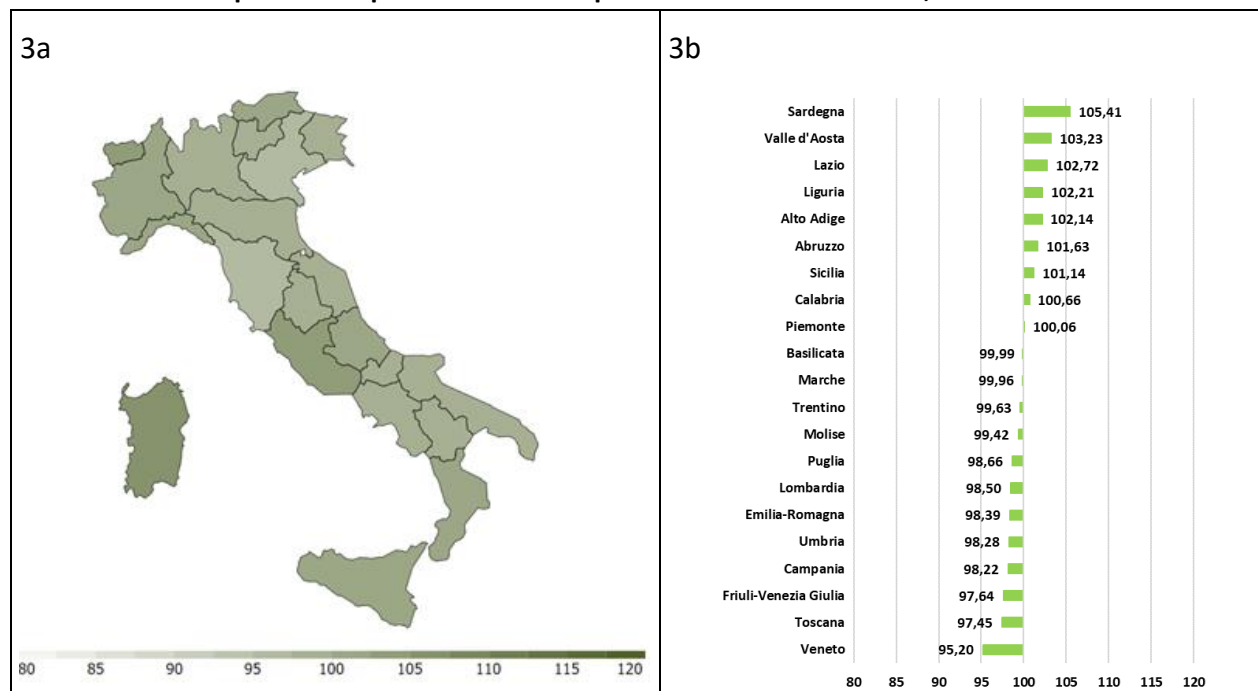 3a
80 85 90 95 100 105 110 115 120
3b
Sardegna 105,41
Valle d'Aosta 103,23
Lazio 102,72
Liguria 102,21
Alto Adige 102,14
Abruzzo 101,63
Sicilia 101,14
Calabria 100,66
Piemonte 100,06
Basilicata 99,99
Marche 99,96
Trentino 99,63
Molise 99,42
Puglia 98,66
Lombardia 98,50
Emilia-Romagna 98,39
Umbria 98,28
Campania 98,22
Friuli-Venezia Giulia 97,64
Toscana 97,45
Veneto 95,20
80 85 90 95 100 105 110 115 120